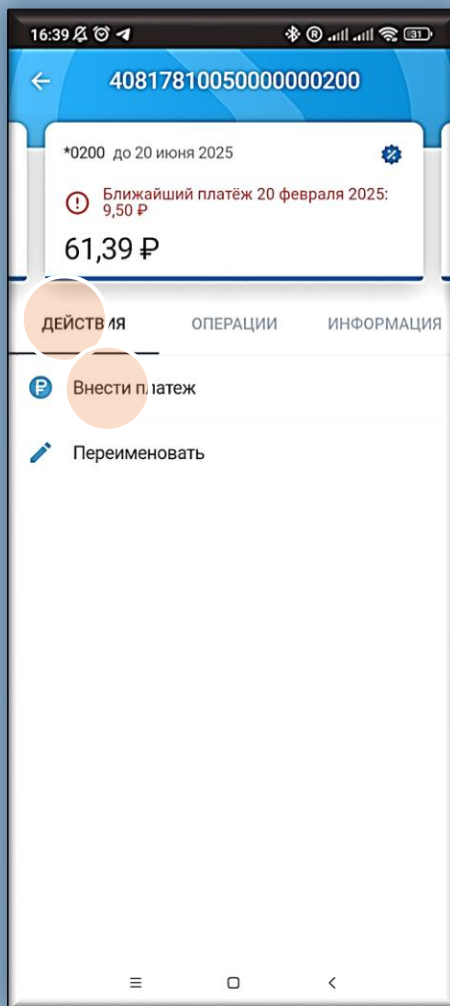 16:39
31
40817810050000000200
*0200 до 20 июня 2025
Ближайший платёж 20 февраля 2025:
9,50 ₽
61,39 ₽
ДЕЙСТВИЯ ОПЕРАЦИИ ИНФОРМАЦИЯ
Внести платеж
Переименовать